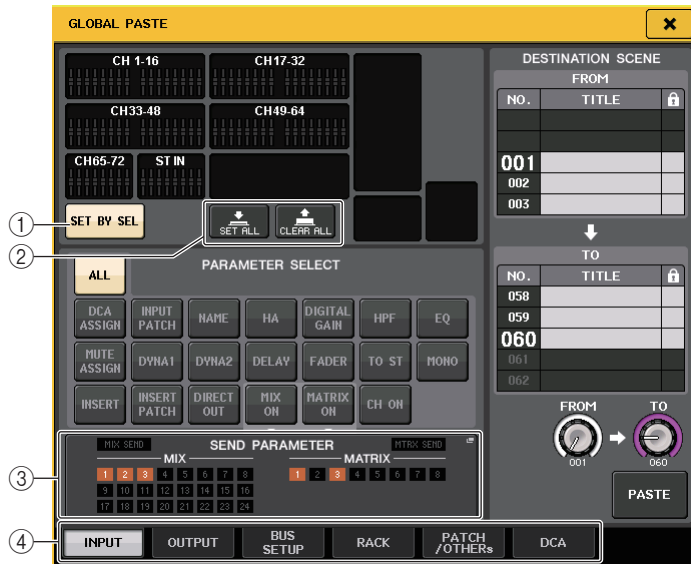 GLOBAL PASTE
CH 1-16
CH17-32
CH33-48
CH49-64
CH65-72
ST IN
① SET BY SEL
②
SET ALL
CLEAR ALL
ALL
PARAMETER SELECT
DCA ASSIGN
INPUT PATCH
NAME
HA
DIGITAL GAIN
HPF
EQ
MUTE ASSIGN
DYNA1
DYNA2
DELAY
FADER
TO ST
MONO
INSERT
INSERT PATCH
DIRECT OUT
MIX ON
MATRIX ON
CH ON
③
MIX SEND
SEND PARAMETER
MTRX SEND
MIX
MATRIX
1 2 3 4 5 6 7 8
9 10 11 12 13 14 15 16
17 18 19 20 21 22 23 24
1 2 3 4 5 6 7 8
④
INPUT
OUTPUT
BUS SETUP
RACK
PATCH /OTHERs
DCA
DESTINATION SCENE
FROM
NO. TITLE
001
002
003
TO
NO. TITLE
058
059
060
061
062
FROM
TO
001
060
PASTE